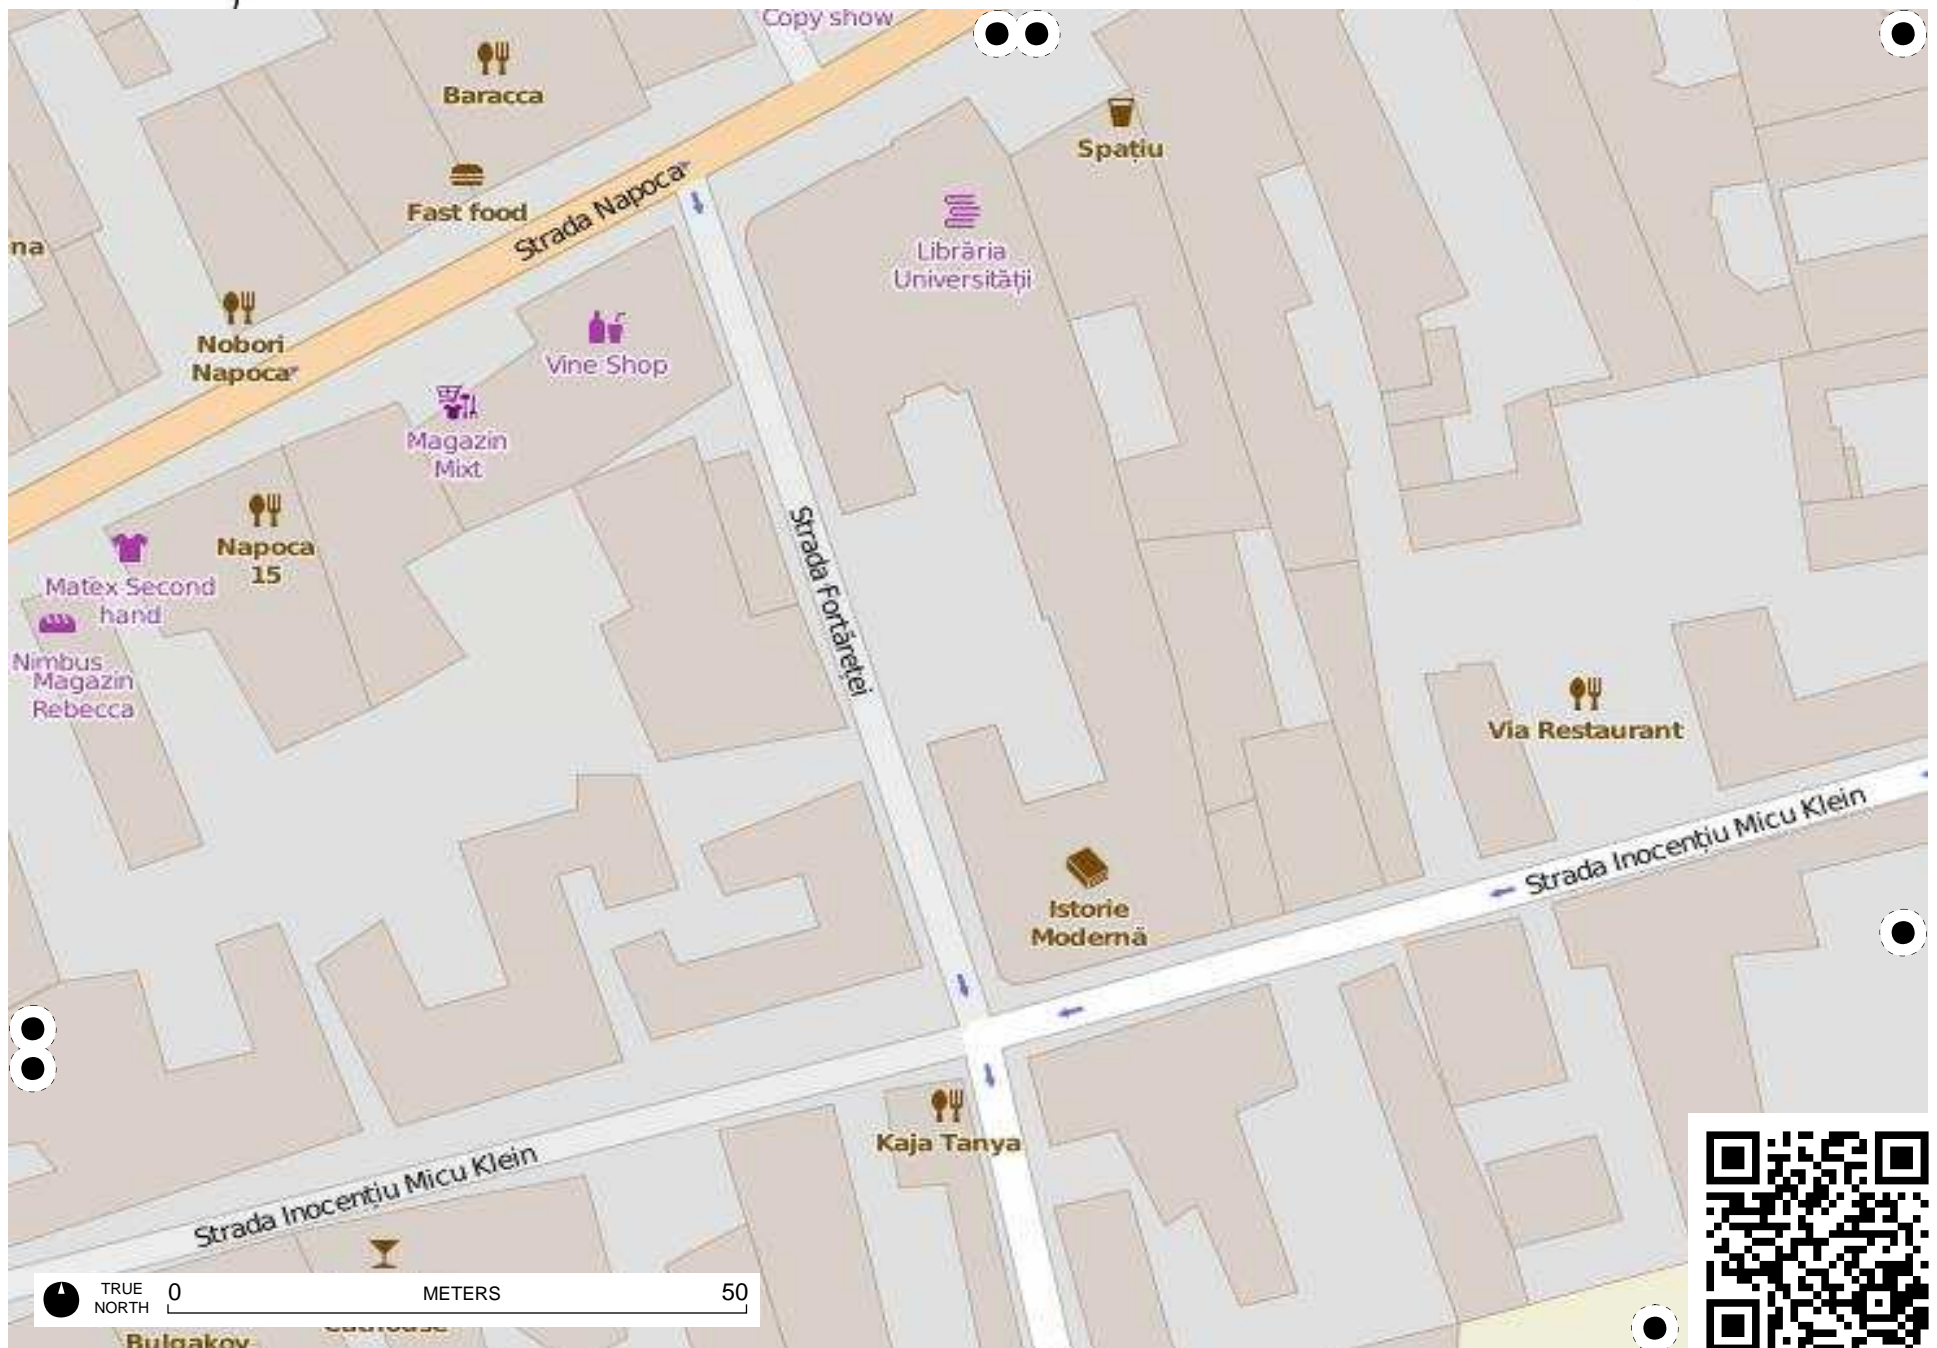 Copy show
Baracca
Spațiu
Fast food
Strada Napoca
na
Librăria
Universității
Nobori
Napoca
Vine Shop
Magazin
Mixt
Napoca
15
Strada Fortăreței
Matex Second
hand
Nimbus
Magazin
Rebecca
Via Restaurant
Strada Inocențiu Micu Klein
Istorie
Modernă
Kaja Tanya
Strada Inocențiu Micu Klein
TRUE
NORTH
0 METERS 50
Bulgakov